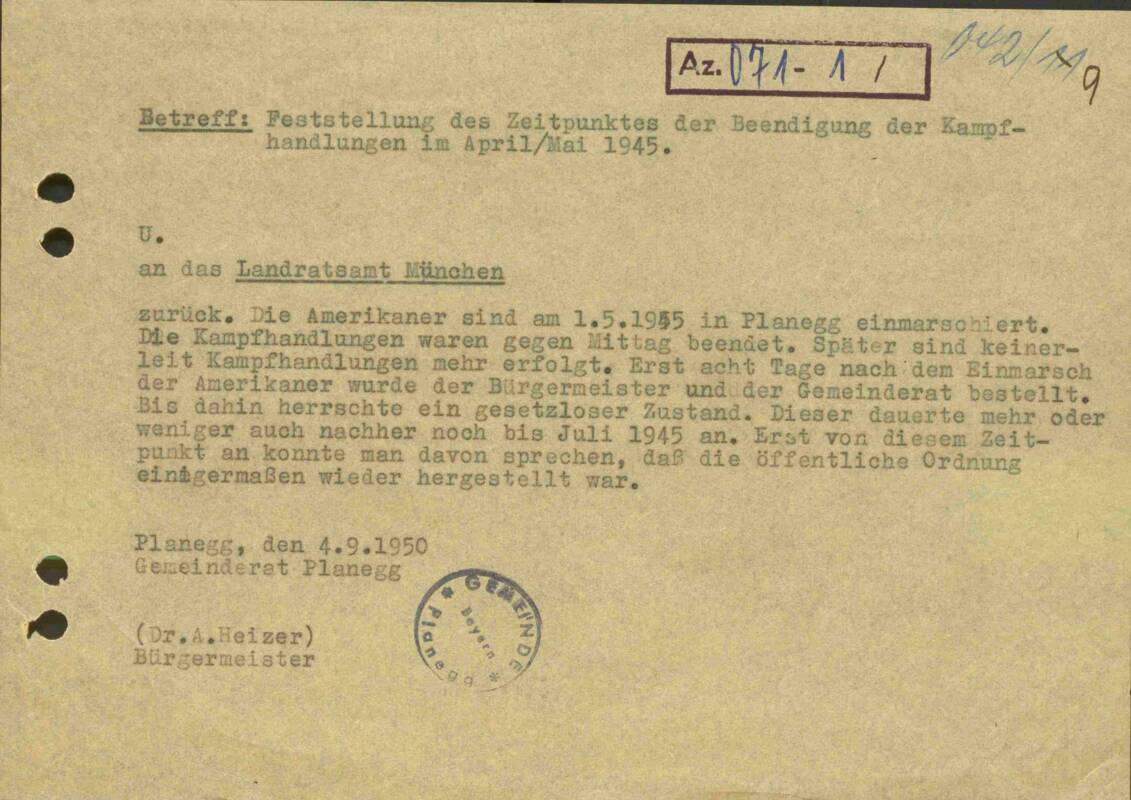 Az. 071-1/
042/
9
Betreff: Feststellung des Zeitpunktes der Beendigung der Kampf-
handlungen im April/Mai 1945.
U.
an das Landratsamt München
zurück. Die Amerikaner sind am 1.5.1945 in Planegg einmarschiert.
Die Kampfhandlungen waren gegen Mittag beendet. Später sind keiner-
leit Kampfhandlungen mehr erfolgt. Erst acht Tage nach dem Einmarsch
der Amerikaner wurde der Bürgermeister und der Gemeinderat bestellt.
Bis dahin herrschte ein gesetzloser Zustand. Dieser dauerte mehr oder
weniger auch nachher noch bis Juli 1945 an. Erst von diesem Zeit-
punkt an konnte man davon sprechen, daß die öffentliche Ordnung
einigermaßen wieder hergestellt war.
Planegg, den 4.9.1950
Gemeinderat Planegg
(Dr.A.Heizer)
Bürgermeister
* GEMEINDE * Planegg
Bayern